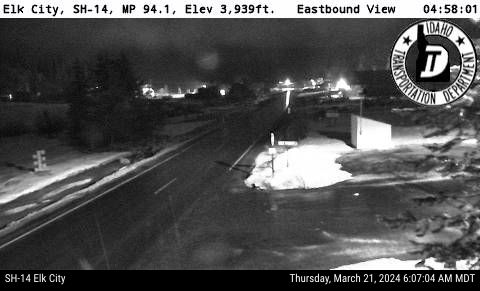 Elk City, SH-14, MP 94.1, Elev 3,939ft. Eastbound View 04:58:01
IDAHO
TRANSPORTATION DEPARTMENT
SH-14 Elk City
Thursday, March 21, 2024 6:07:04 AM MDT